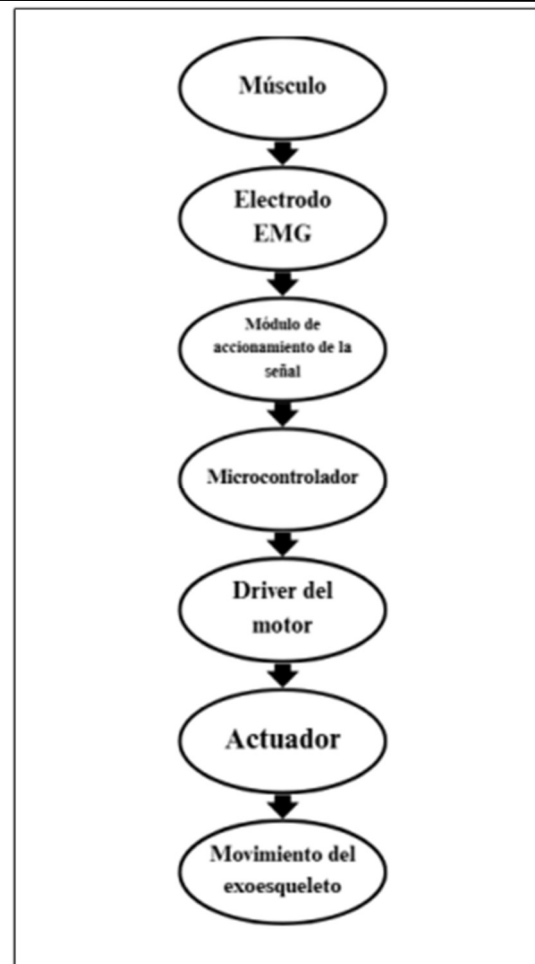 Músculo
Electrodo
EMG
Módulo de
accionamiento de la
señal
Microcontrolador
Driver del
motor
Actuador
Movimiento del
exoesqueleto